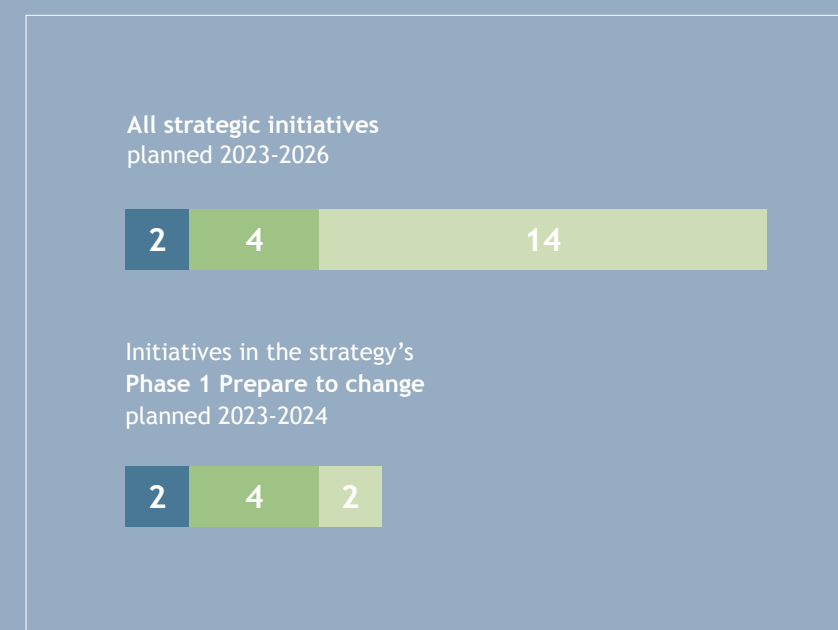 All strategic initiatives
planned 2023-2026
2 4 14
Initiatives in the strategy’s
Phase 1 Prepare to change
planned 2023-2024
2 4 2